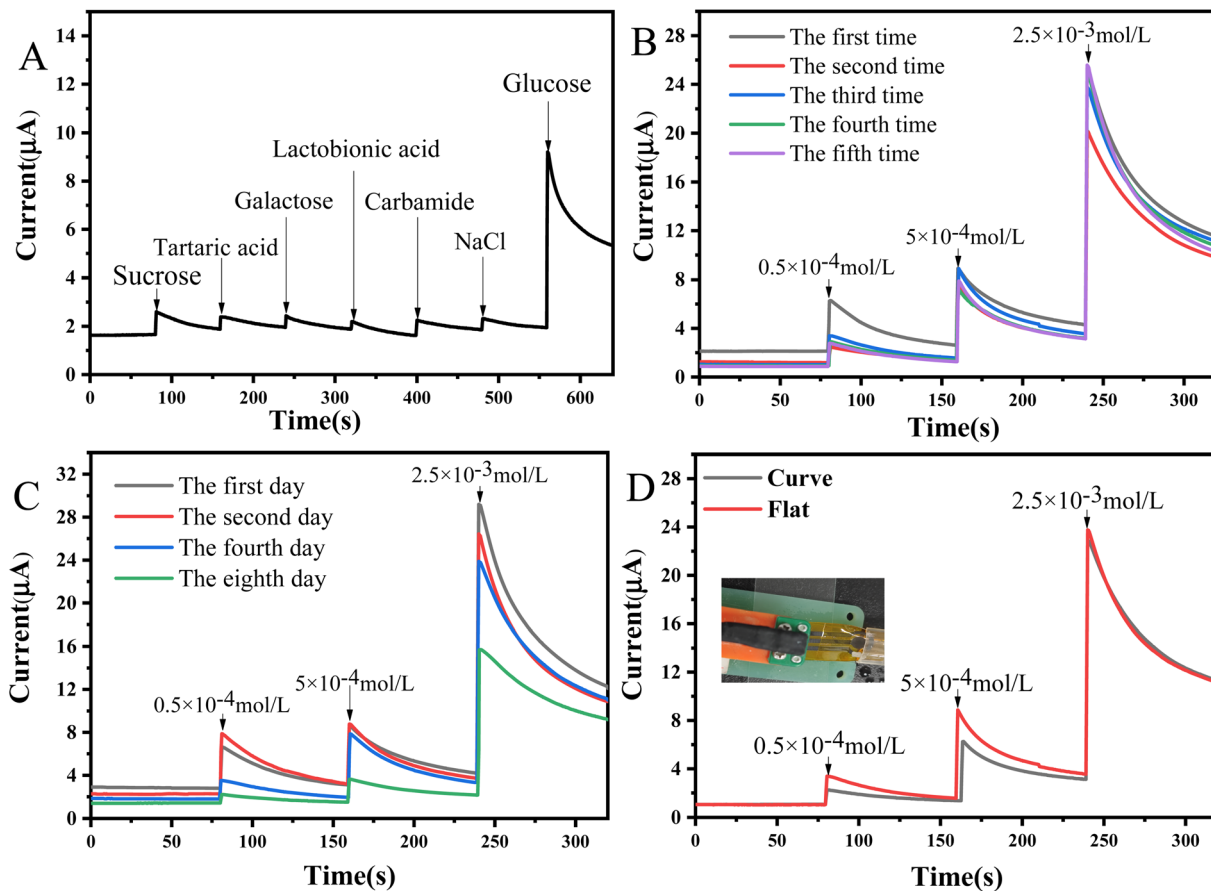 A
Current(μA)
14
12
10
8
6
4
2
0
Glucose
Lactobionic acid
Galactose
Carbamide
Tartaric acid
NaCl
Sucrose
0 100 200 300 400 500 600
Time(s)
B
Current(μA)
28
24
20
16
12
8
4
0
The first time
The second time
The third time
The fourth time
The fifth time
2.5×10-3mol/L
5×10-4mol/L
0.5×10-4mol/L
0 50 100 150 200 250 300
Time(s)
C
Current(μA)
32
28
24
20
16
12
8
4
0
The first day
The second day
The fourth day
The eighth day
2.5×10-3mol/L
0.5×10-4mol/L
5×10-4mol/L
0 50 100 150 200 250 300
Time(s)
D
Current(μA)
28
24
20
16
12
8
4
0
Curve
Flat
2.5×10-3mol/L
5×10-4mol/L
0.5×10-4mol/L
0 50 100 150 200 250 300
Time(s)